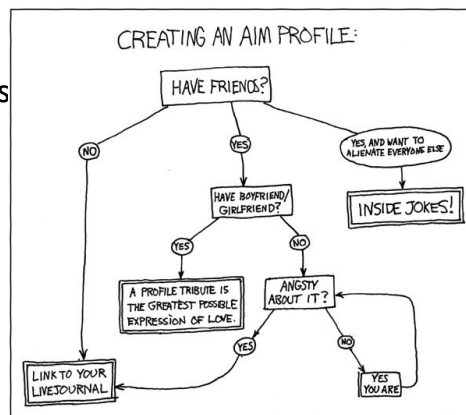 CREATING AN AIM PROFILE:
HAVE FRIENDS?
s
NO
YES
YES, AND WANT TO
ALIENATE EVERYONE ELSE
HAVE BOYFRIEND/
GIRLFRIEND?
INSIDE JOKES!
YES
NO
A PROFILE TRIBUTE IS
THE GREATEST POSSIBLE
EXPRESSION OF LOVE.
ANGSTY
ABOUT IT?
YES
NO
LINK TO YOUR
LIVEJOURNAL
YES
YOU ARE